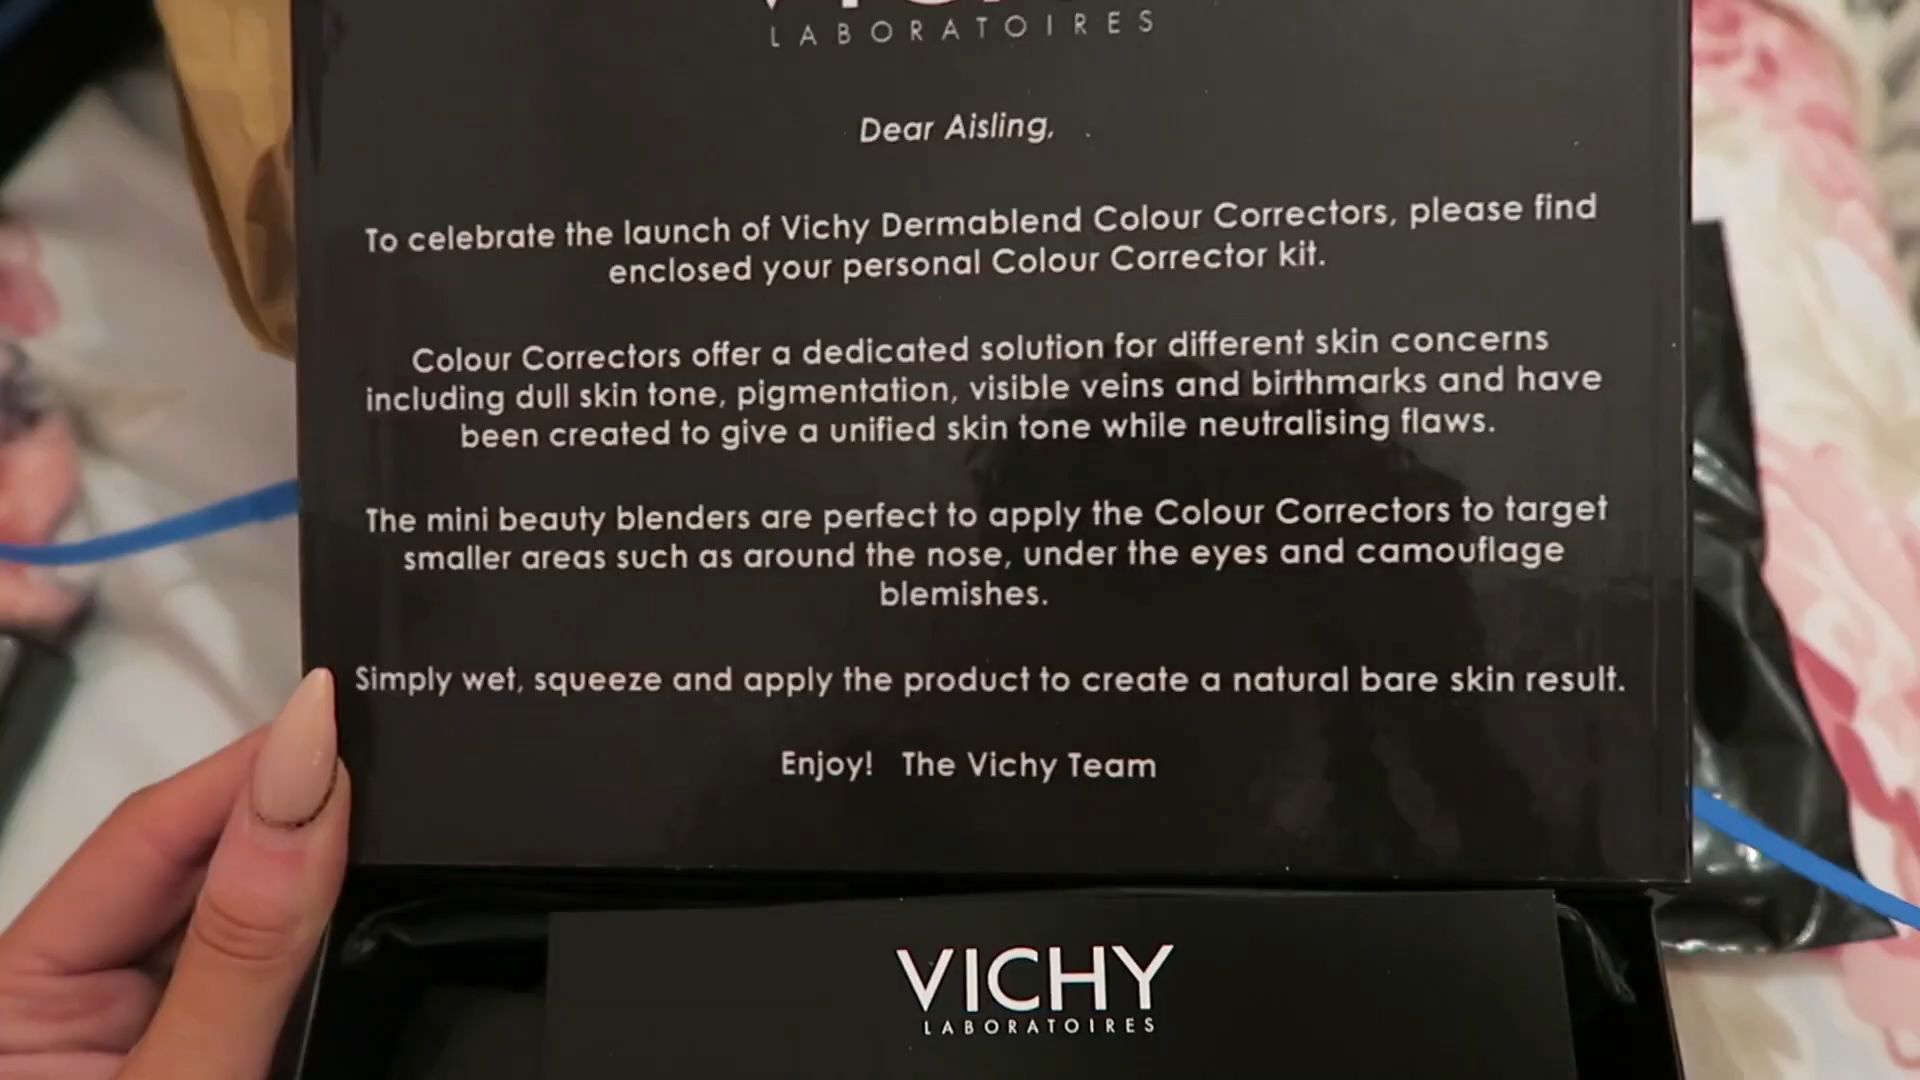 LABORATOIRES
Dear Aisling,
To celebrate the launch of Vichy Dermablend Colour Correctors, please find
enclosed your personal Colour Corrector kit.
Colour Correctors offer a dedicated solution for different skin concerns
including dull skin tone, pigmentation, visible veins and birthmarks and have
been created to give a unified skin tone while neutralising flaws.
The mini beauty blenders are perfect to apply the Colour Correctors to target
smaller areas such as around the nose, under the eyes and camouflage
blemishes.
Simply wet, squeeze and apply the product to create a natural bare skin result.
Enjoy! The Vichy Team
VICHY
LABORATOIRES